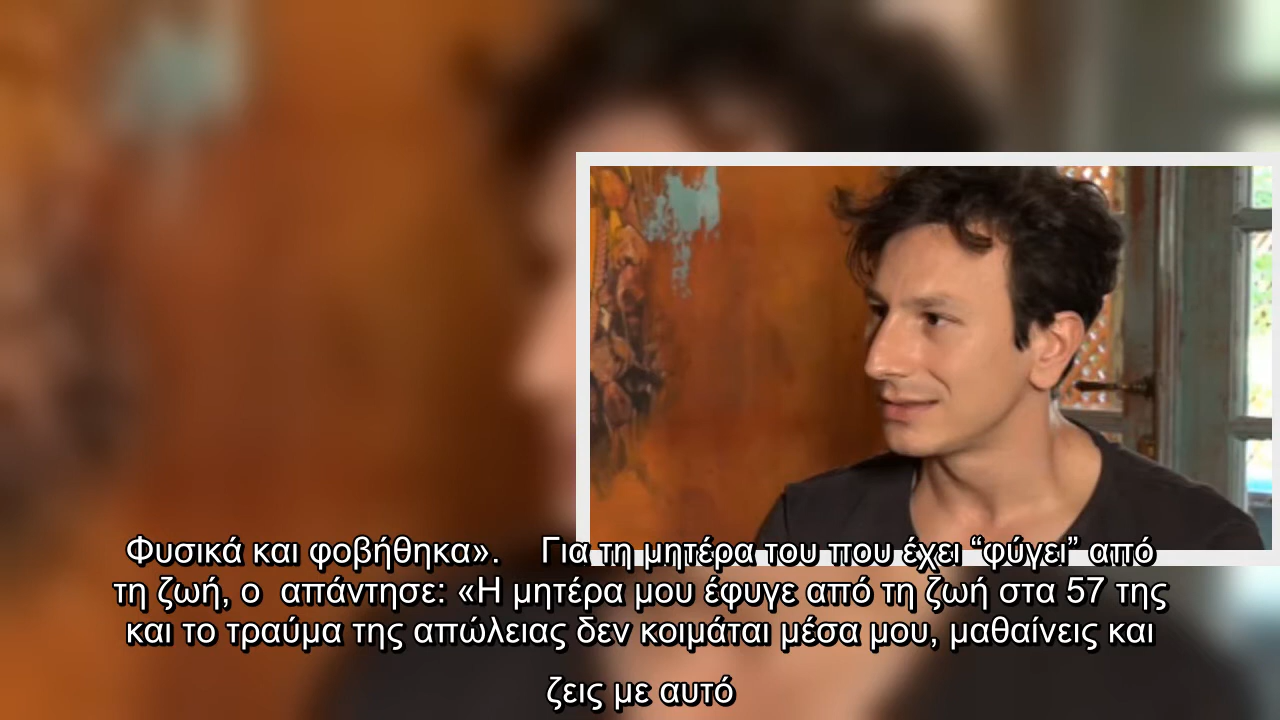 Φυσικά και φοβήθηκα».    Για τη μητέρα του που έχει “φύγει” από
τη ζωή, ο  απάντησε: «Η μητέρα μου έφυγε από τη ζωή στα 57 της
και το τραύμα της απώλειας δεν κοιμάται μέσα μου, μαθαίνεις και
ζεις με αυτό